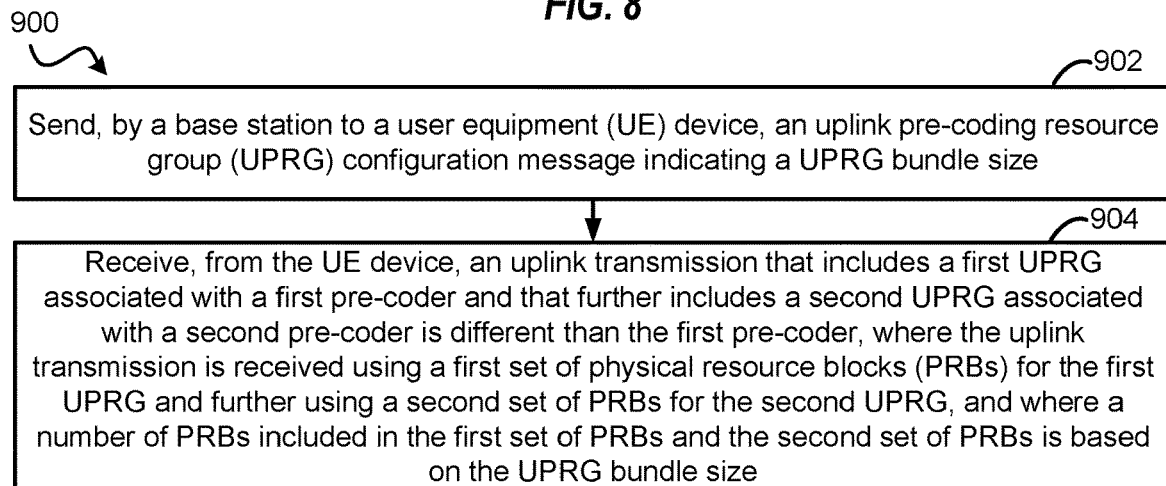 FIG. 8
900
902
Send, by a base station to a user equipment (UE) device, an uplink pre-coding resource
group (UPRG) configuration message indicating a UPRG bundle size
904
Receive, from the UE device, an uplink transmission that includes a first UPRG
associated with a first pre-coder and that further includes a second UPRG associated
with a second pre-coder is different than the first pre-coder, where the uplink
transmission is received using a first set of physical resource blocks (PRBs) for the first
UPRG and further using a second set of PRBs for the second UPRG, and where a
number of PRBs included in the first set of PRBs and the second set of PRBs is based
on the UPRG bundle size